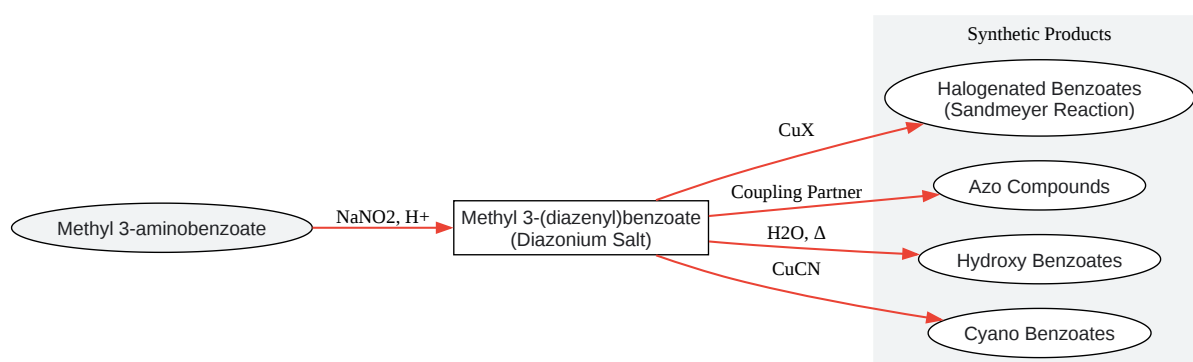 Synthetic Products
Halogenated Benzoates
(Sandmeyer Reaction)
CuX
Coupling Partner
Azo Compounds
Methyl 3-aminobenzoate
NaNO2, H+
Methyl 3-(diazenyl)benzoate
(Diazonium Salt)
H2O, Δ
Hydroxy Benzoates
CuCN
Cyano Benzoates